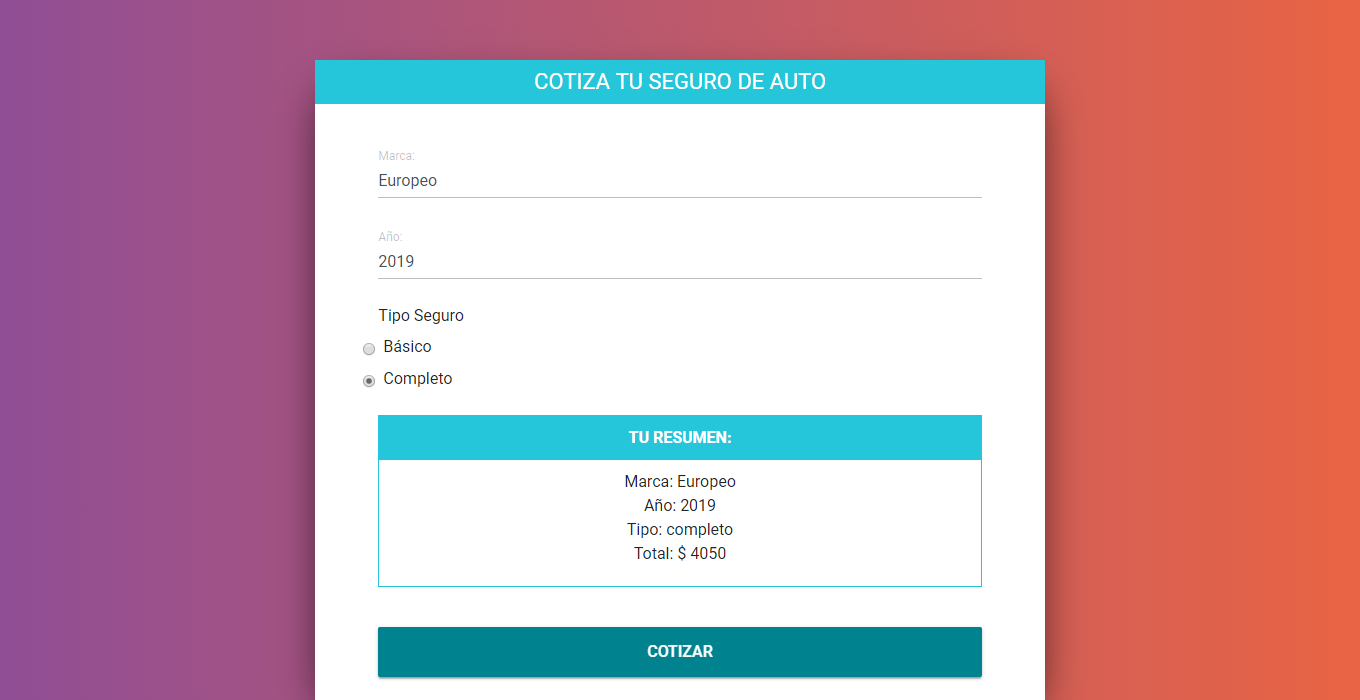 COTIZA TU SEGURO DE AUTO
Marca:
Europeo
Año:
2019
Tipo Seguro
Básico
Completo
TU RESUMEN:
Marca: Europeo
Año: 2019
Tipo: completo
Total: $ 4050
COTIZAR